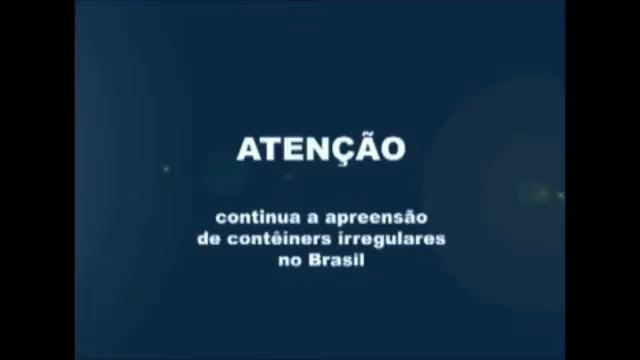 ATENÇÃO
continua a apreensão
de contêiners irregulares
no Brasil